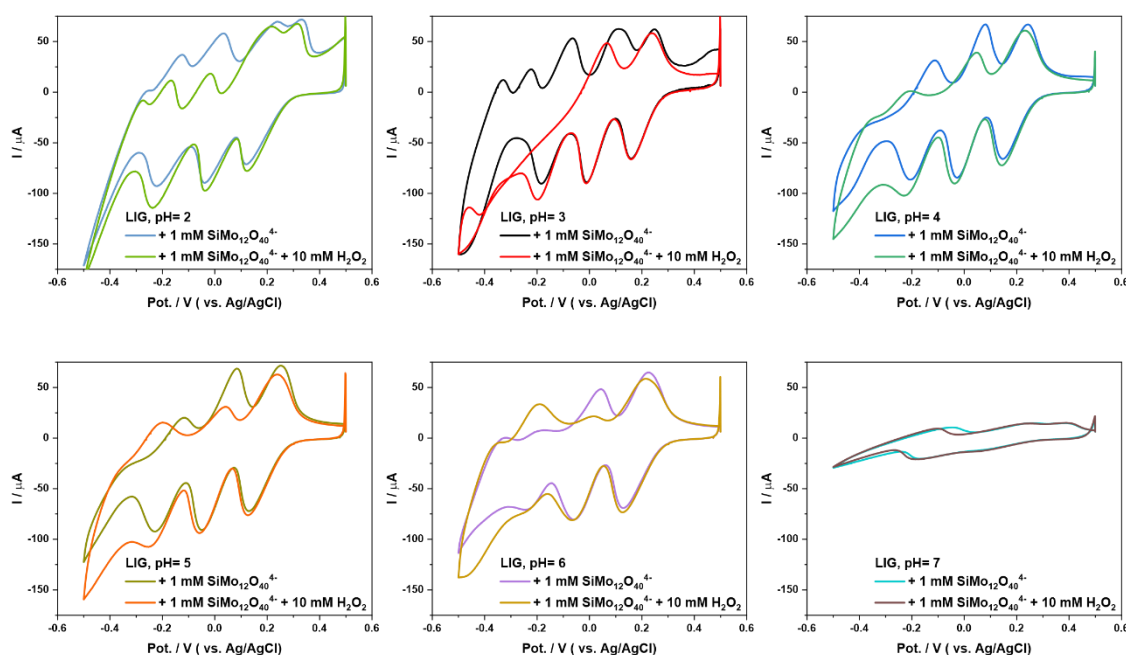 50
0
-50
-100
-150
I / μA
LIG, pH= 2
+ 1 mM SiMo₁₂O₄₀⁴⁻
+ 1 mM SiMo₁₂O₄₀⁴⁻ + 10 mM H₂O₂
-0.6 -0.4 -0.2 0.0 0.2 0.4 0.6
Pot. / V ( vs. Ag/AgCl)
50
0
-50
-100
-150
I / μA
LIG, pH= 3
+ 1 mM SiMo₁₂O₄₀⁴⁻
+ 1 mM SiMo₁₂O₄₀⁴⁻ + 10 mM H₂O₂
-0.6 -0.4 -0.2 0.0 0.2 0.4 0.6
Pot. / V ( vs. Ag/AgCl)
50
0
-50
-100
-150
I / μA
LIG, pH= 4
+ 1 mM SiMo₁₂O₄₀⁴⁻
+ 1 mM SiMo₁₂O₄₀⁴⁻ + 10 mM H₂O₂
-0.6 -0.4 -0.2 0.0 0.2 0.4 0.6
Pot. / V ( vs. Ag/AgCl)
50
0
-50
-100
-150
I / μA
LIG, pH= 5
+ 1 mM SiMo₁₂O₄₀⁴⁻
+ 1 mM SiMo₁₂O₄₀⁴⁻ + 10 mM H₂O₂
-0.6 -0.4 -0.2 0.0 0.2 0.4 0.6
Pot. / V ( vs. Ag/AgCl)
50
0
-50
-100
-150
I / μA
LIG, pH= 6
+ 1 mM SiMo₁₂O₄₀⁴⁻
+ 1 mM SiMo₁₂O₄₀⁴⁻ + 10 mM H₂O₂
-0.6 -0.4 -0.2 0.0 0.2 0.4 0.6
Pot. / V ( vs. Ag/AgCl)
50
0
-50
-100
-150
I / μA
LIG, pH= 7
+ 1 mM SiMo₁₂O₄₀⁴⁻
+ 1 mM SiMo₁₂O₄₀⁴⁻ + 10 mM H₂O₂
-0.6 -0.4 -0.2 0.0 0.2 0.4 0.6
Pot. / V ( vs. Ag/AgCl)